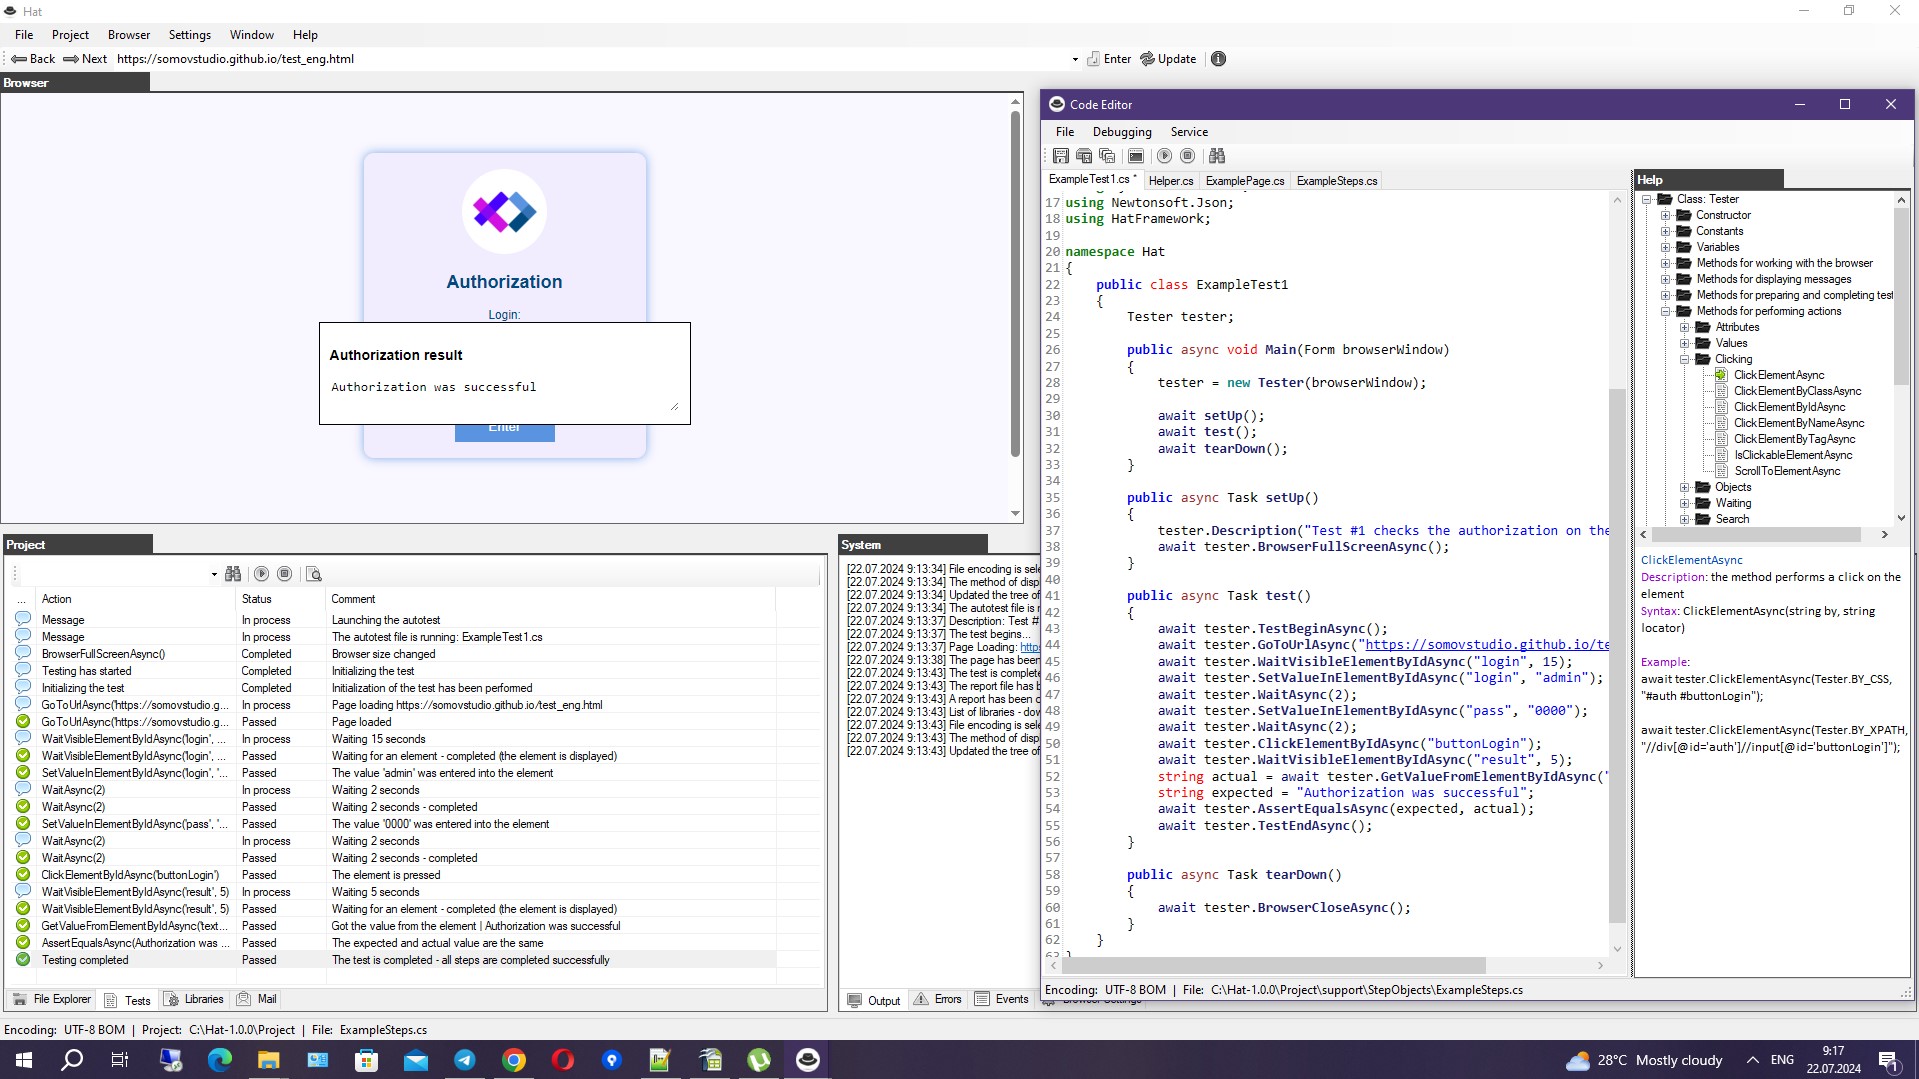 Hat
File Project Browser Settings Window Help
Back Next https://somovstudio.github.io/test_eng.html Enter Update
Browser
Authorization
Login:
Authorization result
Authorization was successful
Enter
Project
... Action Status Comment
Message In process Launching the autotest
Message In process The autotest file is running: ExampleTest1.cs
BrowserFullScreenAsync() Completed Browser size changed
Testing has started Completed Initializing the test
Initializing the test Completed Initialization of the test has been performed
GoToUrlAsync('https://somovstudio.g... In process Page loading https://somovstudio.github.io/test_eng.html
GoToUrlAsync('https://somovstudio.g... Passed Page loaded
WaitVisibleElementByIdAsync('login', ... In process Waiting 15 seconds
WaitVisibleElementByIdAsync('login', ... Passed Waiting for an element - completed (the element is displayed)
SetValueInElementByIdAsync('login', '... Passed The value 'admin' was entered into the element
WaitAsync(2) In process Waiting 2 seconds
WaitAsync(2) Passed Waiting 2 seconds - completed
SetValueInElementByIdAsync('pass', '... Passed The value '0000' was entered into the element
WaitAsync(2) In process Waiting 2 seconds
WaitAsync(2) Passed Waiting 2 seconds - completed
ClickElementByIdAsync('buttonLogin') Passed The element is pressed
WaitVisibleElementByIdAsync('result', 5) In process Waiting 5 seconds
WaitVisibleElementByIdAsync('result', 5) Passed Waiting for an element - completed (the element is displayed)
GetValueFromElementByIdAsync('text... Passed Got the value from the element | Authorization was successful
AssertEqualsAsync(Authorization was ... Passed The expected and actual value are the same
Testing completed Passed The test is completed - all steps are completed successfully
File Explorer Tests Libraries Mail
System
[22.07.2024 9:13:34] File encoding is sele
[22.07.2024 9:13:34] The method of disp
[22.07.2024 9:13:34] Updated the tree of
[22.07.2024 9:13:34] The autotest file is r
[22.07.2024 9:13:37] Description: Test #
[22.07.2024 9:13:37] The test begins...
[22.07.2024 9:13:37] Page Loading: http
[22.07.2024 9:13:38] The page has been
[22.07.2024 9:13:43] The test is complete
[22.07.2024 9:13:43] The report file has b
[22.07.2024 9:13:43] A report has been c
[22.07.2024 9:13:43] List of libraries - dow
[22.07.2024 9:13:43] File encoding is sele
[22.07.2024 9:13:43] The method of disp
[22.07.2024 9:13:43] Updated the tree of
Output Errors Events Browser Settings
Code Editor
File Debugging Service
ExampleTest1.cs * Helper.cs ExamplePage.cs ExampleSteps.cs
17 using Newtonsoft.Json;
18 using HatFramework;
19
20 namespace Hat
21 {
22 public class ExampleTest1
23 {
24 Tester tester;
25
26 public async void Main(Form browserWindow)
27 {
28 tester = new Tester(browserWindow);
29
30 await setUp();
31 await test();
32 await tearDown();
33 }
34
35 public async Task setUp()
36 {
37 tester.Description("Test #1 checks the authorization on the
38 await tester.BrowserFullScreenAsync();
39 }
40
41 public async Task test()
42 {
43 await tester.TestBeginAsync();
44 await tester.GoToUrlAsync("https://somovstudio.github.io/te
45 await tester.WaitVisibleElementByIdAsync("login", 15);
46 await tester.SetValueInElementByIdAsync("login", "admin");
47 await tester.WaitAsync(2);
48 await tester.SetValueInElementByIdAsync("pass", "0000");
49 await tester.WaitAsync(2);
50 await tester.ClickElementByIdAsync("buttonLogin");
51 await tester.WaitVisibleElementByIdAsync("result", 5);
52 string actual = await tester.GetValueFromElementByIdAsync("
53 string expected = "Authorization was successful";
54 await tester.AssertEqualsAsync(expected, actual);
55 await tester.TestEndAsync();
56 }
57
58 public async Task tearDown()
59 {
60 await tester.BrowserCloseAsync();
61 }
62 }
63 }
Encoding: UTF-8 BOM | File: C:\Hat-1.0.0\Project\support\StepObjects\ExampleSteps.cs
Help
Class: Tester
Constructor
Constants
Variables
Methods for working with the browser
Methods for displaying messages
Methods for preparing and completing test
Methods for performing actions
Attributes
Values
Clicking
ClickElementAsync
ClickElementByClassAsync
ClickElementByIdAsync
ClickElementByNameAsync
ClickElementByTagAsync
IsClickableElementAsync
ScrollToElementAsync
Objects
Waiting
Search
ClickElementAsync
Description: the method performs a click on the
element
Syntax: ClickElementAsync(string by, string
locator)
Example:
await tester.ClickElementAsync(Tester.BY_CSS,
"#auth #buttonLogin");
await tester.ClickElementAsync(Tester.BY_XPATH,
"//div[@id='auth']//input[@id='buttonLogin']");
Encoding: UTF-8 BOM | Project: C:\Hat-1.0.0\Project | File: ExampleSteps.cs
28°C Mostly cloudy ENG 9:17
22.07.2024
1